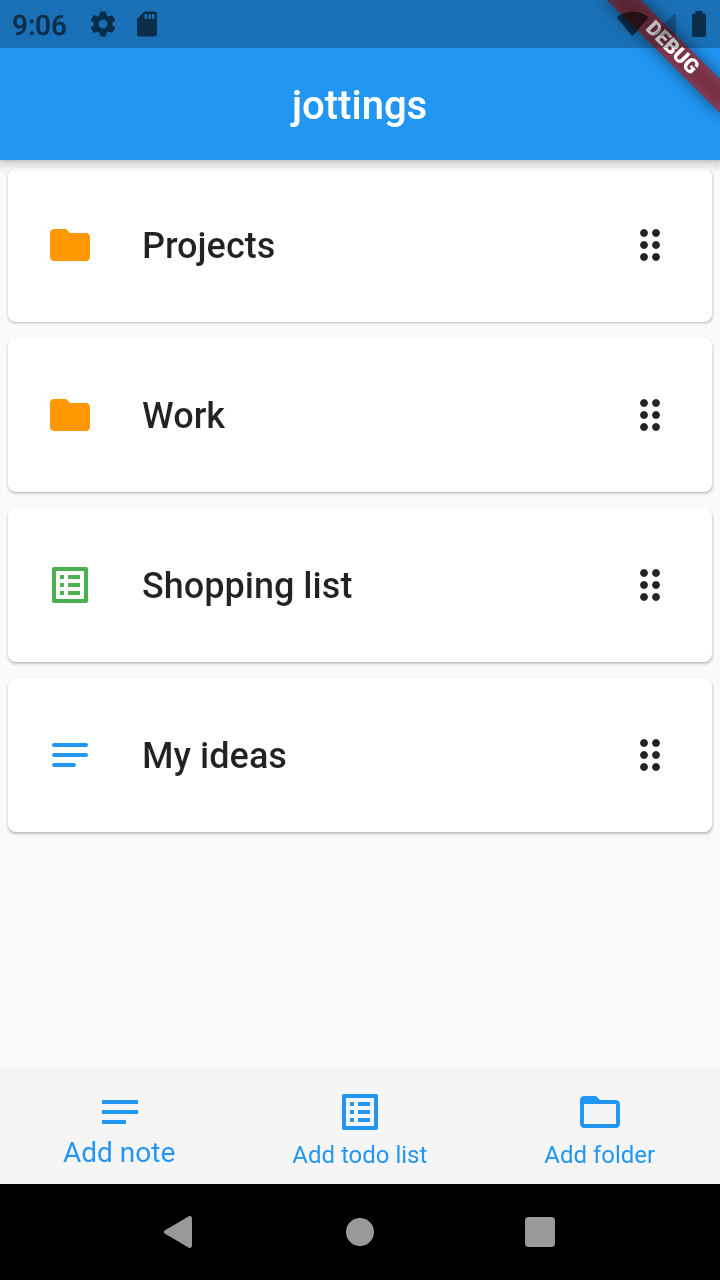 9:06
DEBUG
jottings
Projects
Work
Shopping list
My ideas
Add note
Add todo list
Add folder